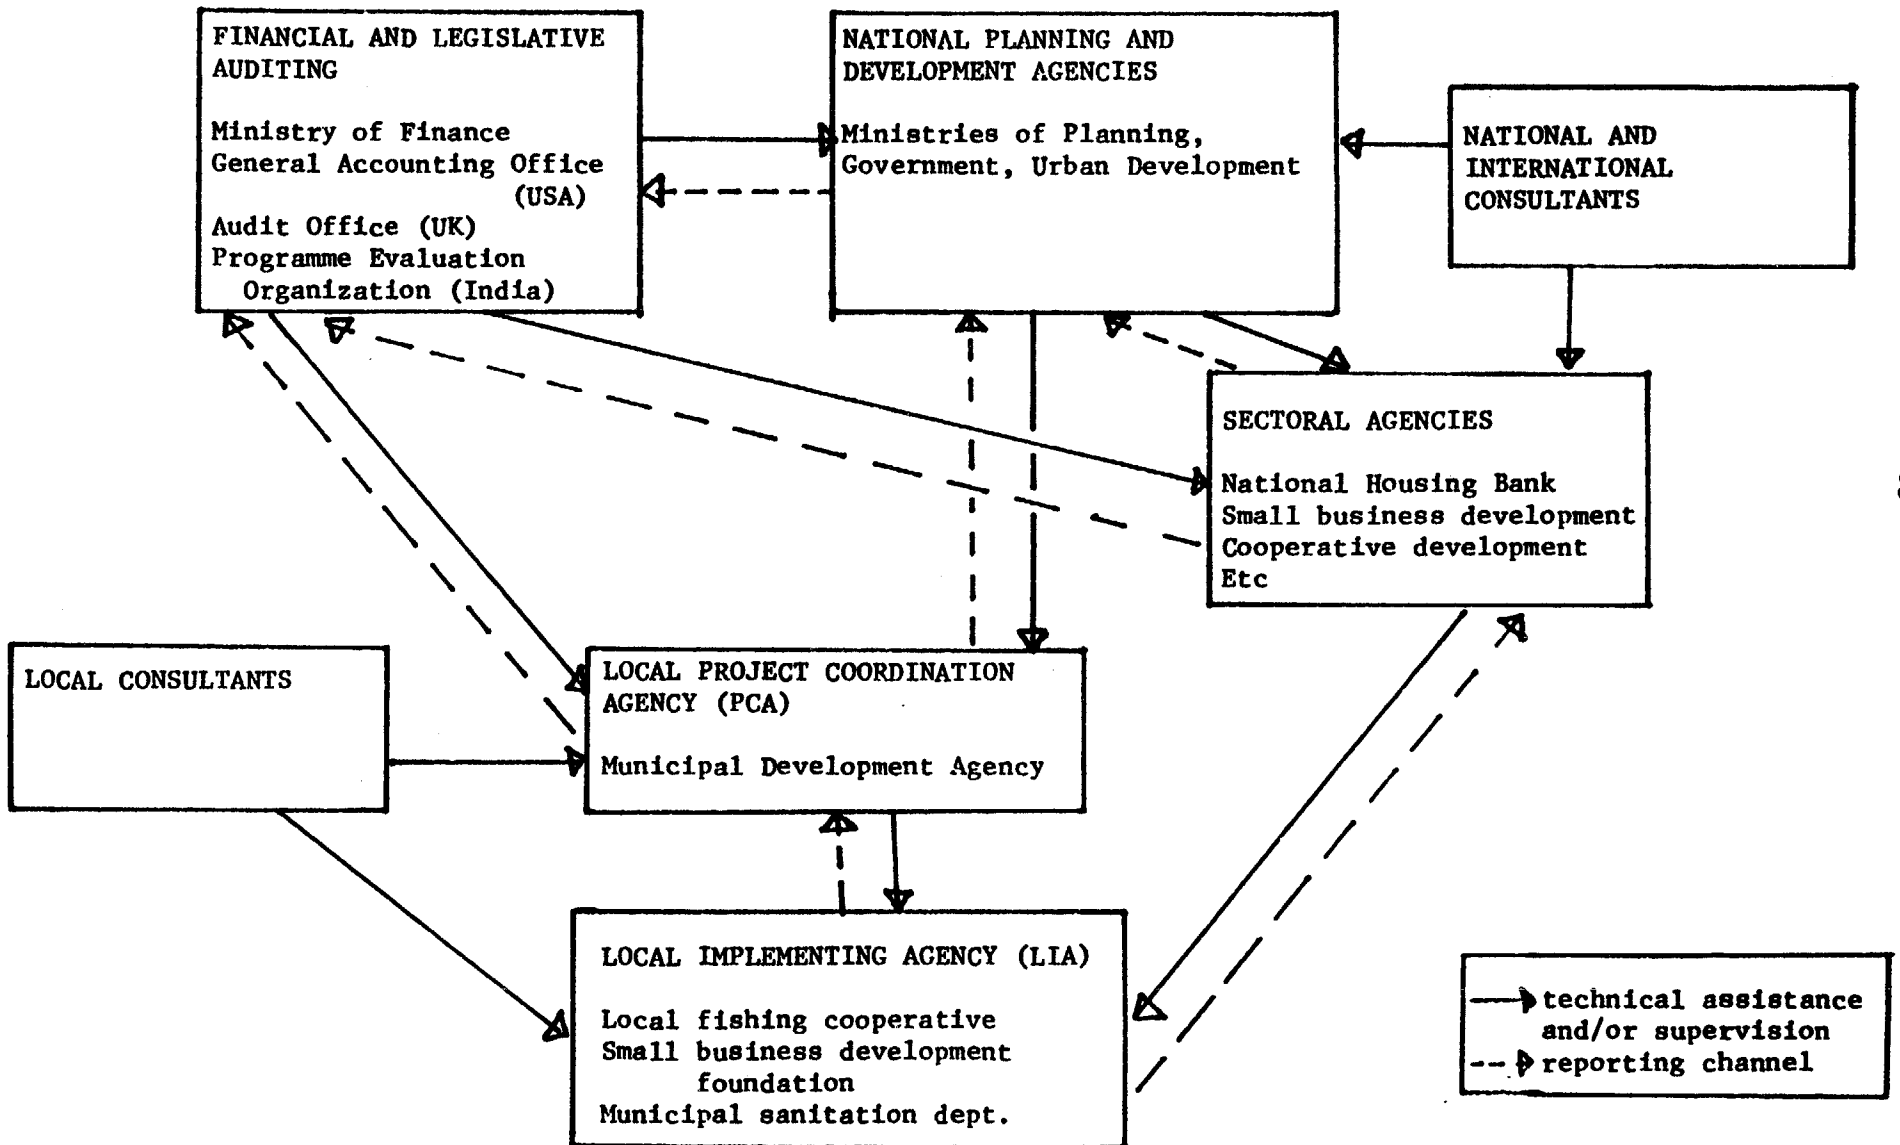 FINANCIAL AND LEGISLATIVE
AUDITING
Ministry of Finance
General Accounting Office
(USA)
Audit Office (UK)
Programme Evaluation
Organization (India)
NATIONAL PLANNING AND
DEVELOPMENT AGENCIES
Ministries of Planning,
Government, Urban Development
NATIONAL AND
INTERNATIONAL
CONSULTANTS
SECTORAL AGENCIES
National Housing Bank
Small business development
Cooperative development
Etc
LOCAL CONSULTANTS
LOCAL PROJECT COORDINATION
AGENCY (PCA)
Municipal Development Agency
LOCAL IMPLEMENTING AGENCY (LIA)
Local fishing cooperative
Small business development
foundation
Municipal sanitation dept.
technical assistance
and/or supervision
reporting channel